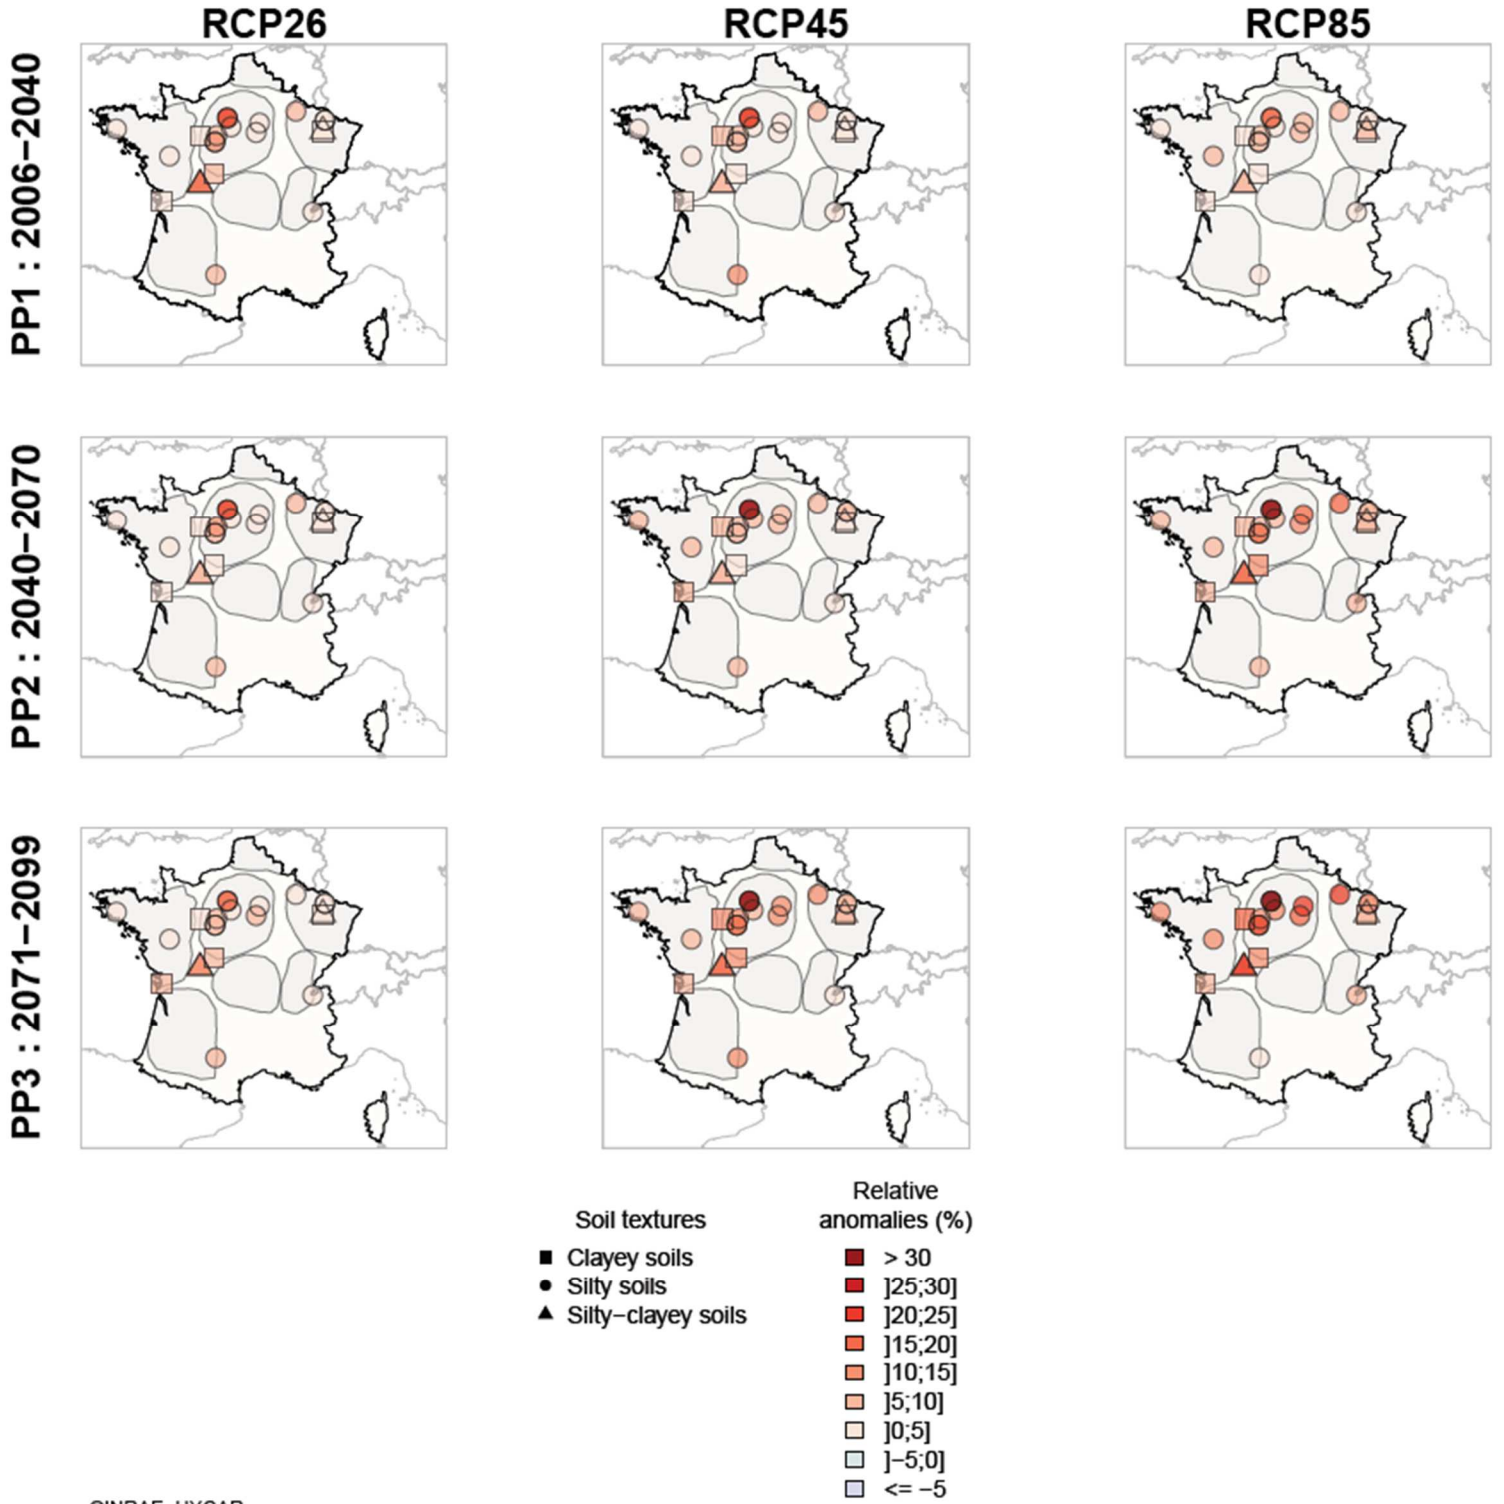 RCP26 RCP45 RCP85
PP1 : 2006−2040
PP2 : 2040−2070
PP3 : 2071−2099
Soil textures
Clayey soils
Silty soils
Silty−clayey soils
Relative
anomalies (%)
> 30
]25;30]
]20;25]
]15;20]
]10;15]
]5;10]
]0;5]
]−5;0]
<= −5